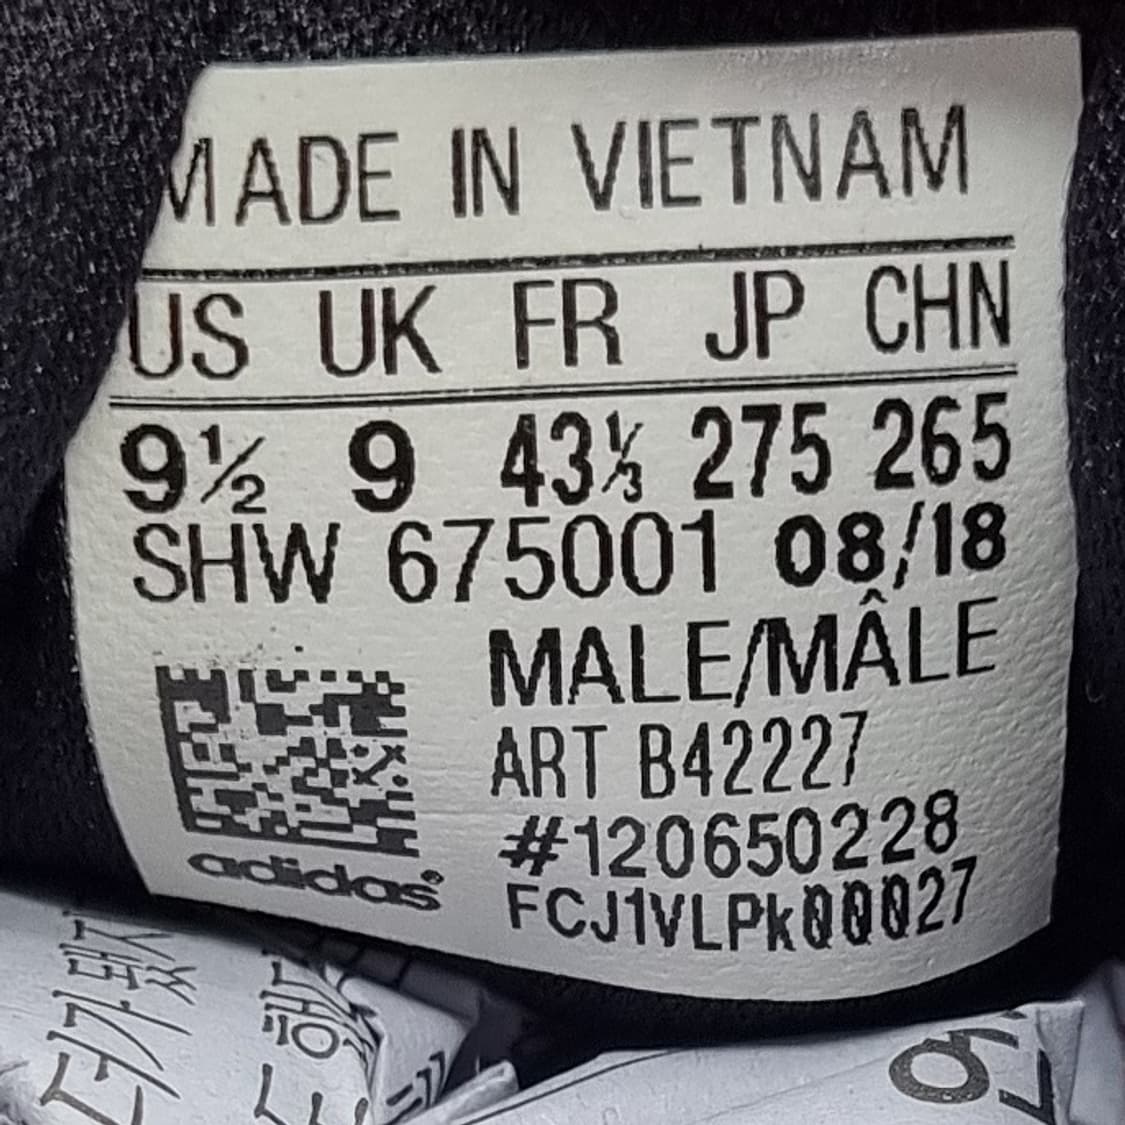 MADE IN VIETNAM
US UK FR JP CHN
9½ 9 43⅓ 275 265
SHW 675001 08/18
MALE/MÂLE
ART B42227
#120650228
FCJ1VLPk00027
adidas®